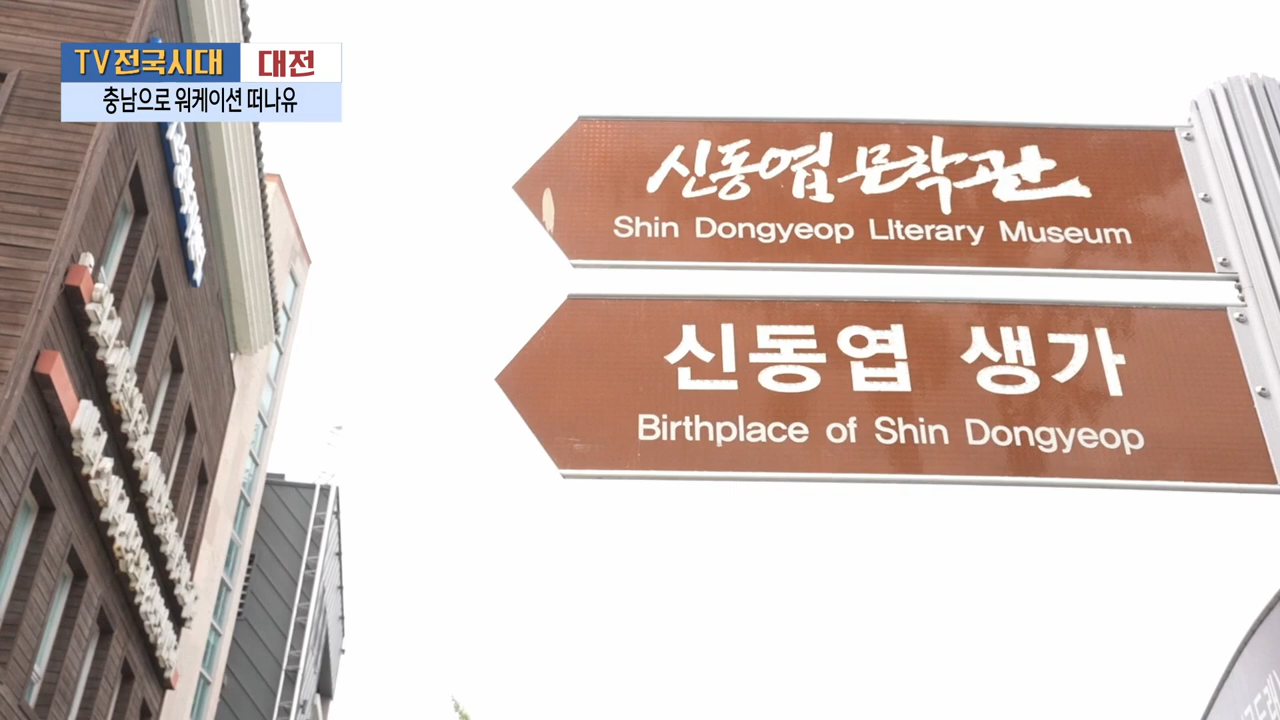 TV전국시대 대전
충남으로 워케이션 떠나유
신동엽문학관
Shin Dongyeop LIterary Museum
신동엽 생가
Birthplace of Shin Dongyeop